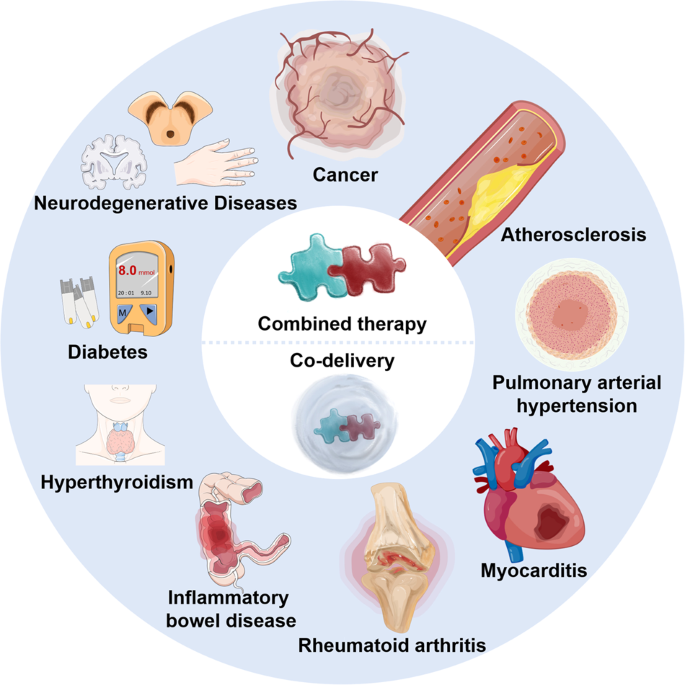 Cancer
Neurodegenerative Diseases
Atherosclerosis
Combined therapy
8.0 mmol
20:01 9.10
M
Diabetes
Co-delivery
Pulmonary arterial
hypertension
Hyperthyroidism
Myocarditis
Inflammatory
bowel disease
Rheumatoid arthritis